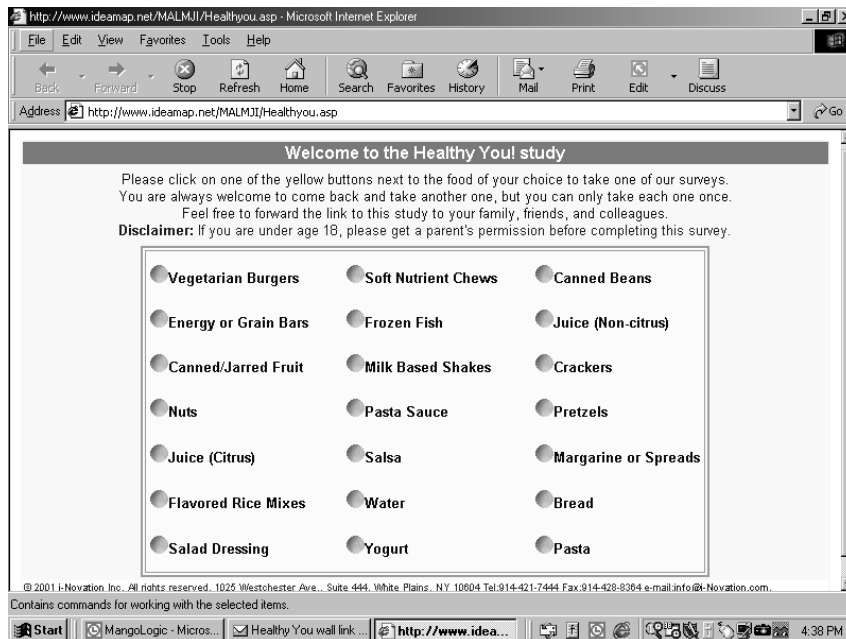 http://www.ideamap.net/MALMJI/Healthyou.asp - Microsoft Internet Explorer
File Edit View Favorites Tools Help
Back Forward Stop Refresh Home Search Favorites History Mail Print Edit Discuss
Address http://www.ideamap.net/MALMJI/Healthyou.asp Go
Welcome to the Healthy You! study
Please click on one of the yellow buttons next to the food of your choice to take one of our surveys.
You are always welcome to come back and take another one, but you can only take each one once.
Feel free to forward the link to this study to your family, friends, and colleagues.
Disclaimer: If you are under age 18, please get a parent's permission before completing this survey.
Vegetarian Burgers Soft Nutrient Chews Canned Beans
Energy or Grain Bars Frozen Fish Juice (Non-citrus)
Canned/Jarred Fruit Milk Based Shakes Crackers
Nuts Pasta Sauce Pretzels
Juice (Citrus) Salsa Margarine or Spreads
Flavored Rice Mixes Water Bread
Salad Dressing Yogurt Pasta
© 2001 i-Novation Inc. All rights reserved. 1025 Westchester Ave., Suite 444, White Plains, NY 10604 Tel:914-421-7444 Fax:914-428-8364 e-mail:info@i-Novation.com.
Contains commands for working with the selected items.
Start MangoLogic - Micros... Healthy You wall link ... http://www.idea... 4:38 PM